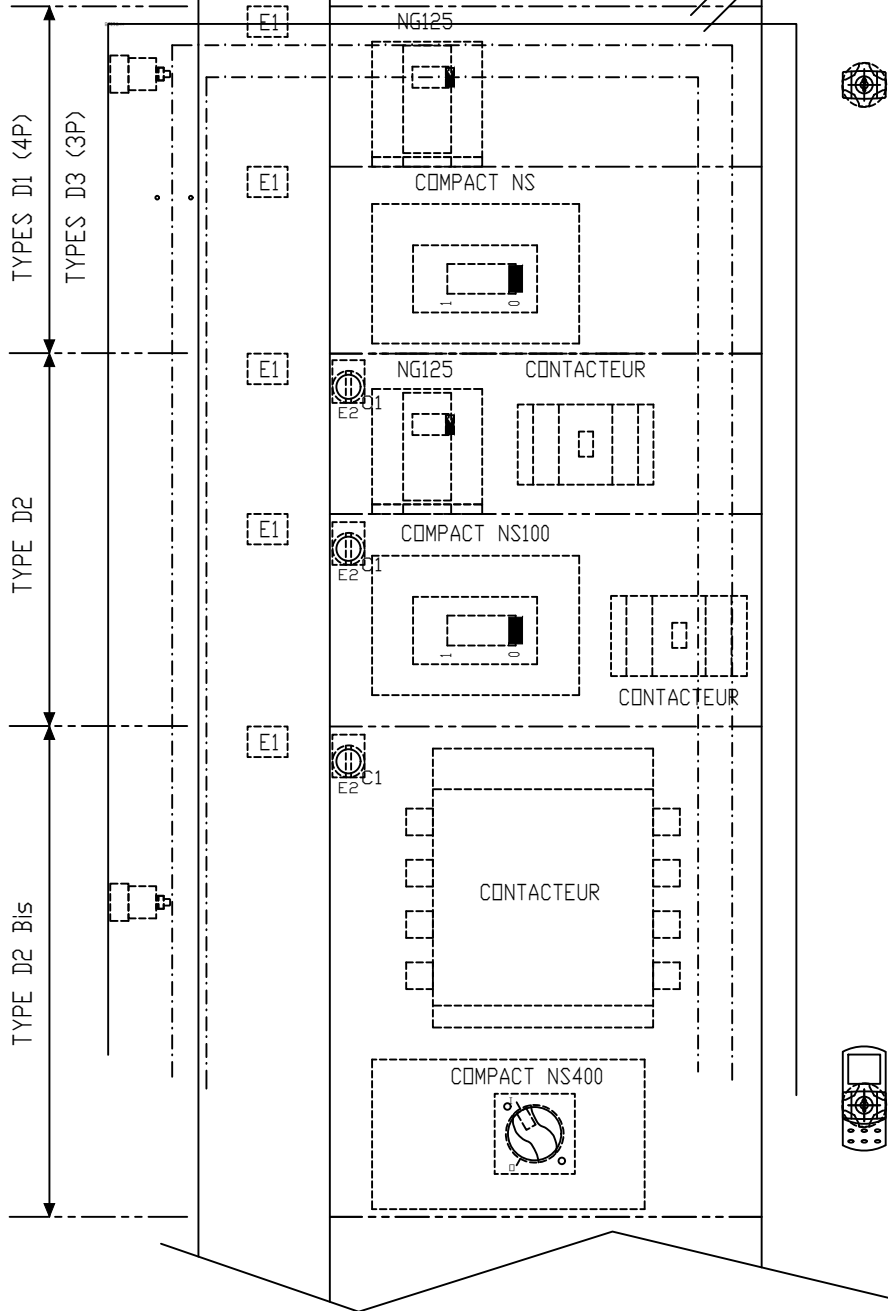 E1
NG125
TYPES D1 (4P)
TYPES D3 (3P)
E1
COMPACT NS
1
0
E1
NG125
CONTACTEUR
C1
E2
TYPE D2
E1
COMPACT NS100
C1
E2
1
0
CONTACTEUR
E1
C1
E2
CONTACTEUR
TYPE D2 Bis
COMPACT NS400
I
0